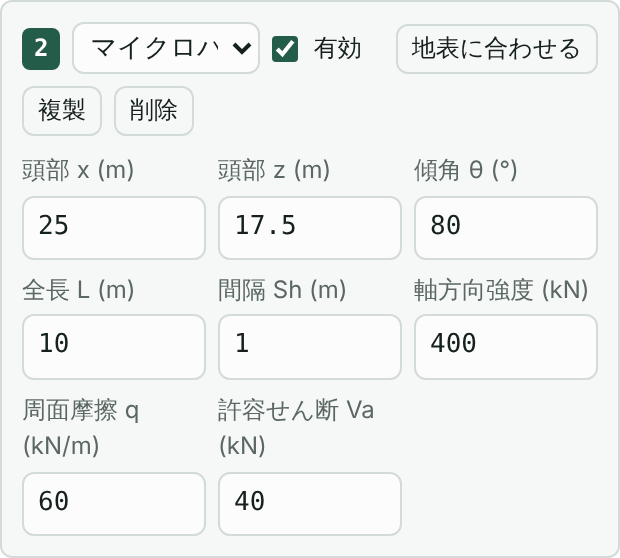 2 マイクロパ 有効 地表に合わせる
複製 削除
頭部 x (m) 頭部 z (m) 傾角 θ (°)
25 17.5 80
全長 L (m) 間隔 Sh (m) 軸方向強度 (kN)
10 1 400
周面摩擦 q (kN/m) 許容せん断 Va (kN)
60 40